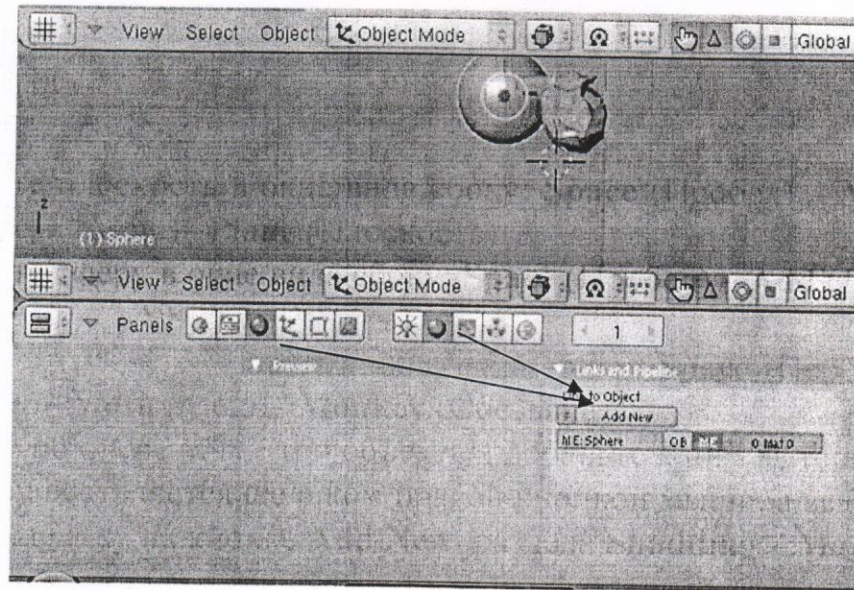 View Select Object Object Mode Global
z
(1) Sphere
View Select Object Object Mode Global
Panels 1
Preview Links and Pipeline
to Object
Add New
ME:Sphere OB ME 0 Mat 0